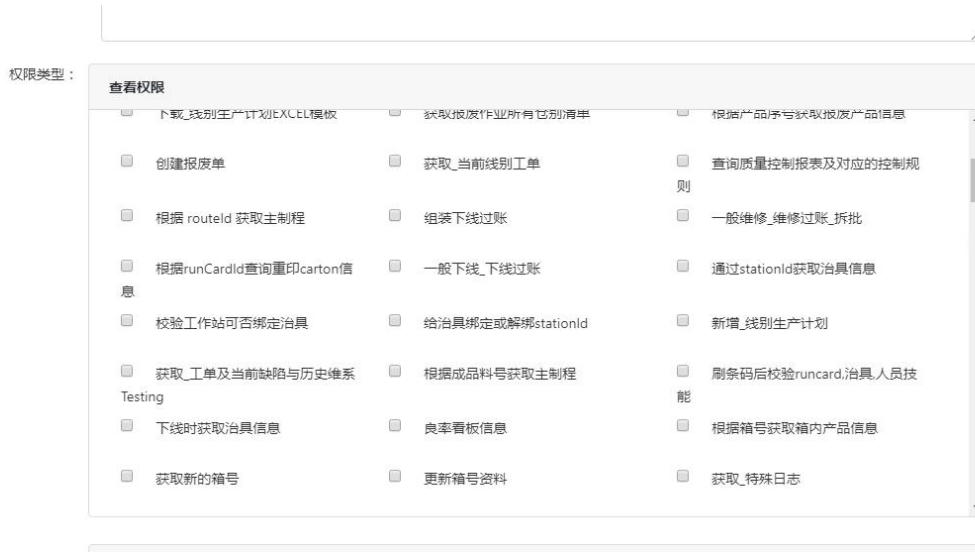 权限类型：
查看权限
下载_线别生产计划EXCEL模板 获取报废作业所有仓别清单 根据产品序号获取报废产品信息
创建报废单 获取_当前线别工单 查询质量控制报表及对应的控制规
则
根据 routeId 获取主制程 组装下线过账 一般维修_维修过账_拆批
根据runCardId查询重印carton信 一般下线_下线过账 通过stationId获取治具信息
息
校验工作站可否绑定治具 给治具绑定或解绑stationId 新增_线别生产计划
获取_工单及当前缺陷与历史维系 根据成品料号获取主制程 刷条码后校验runcard,治具,人员技
Testing 能
下线时获取治具信息 良率看板信息 根据箱号获取箱内产品信息
获取新的箱号 更新箱号资料 获取_特殊日志